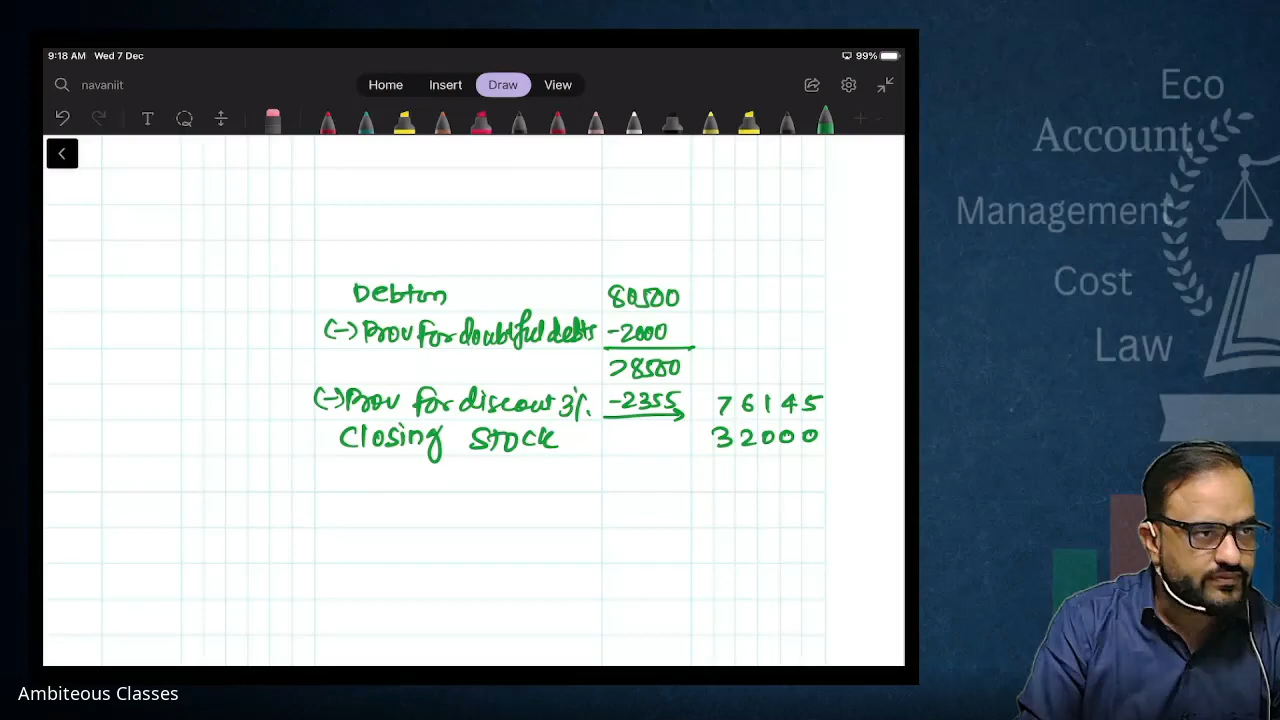 9:18 AM Wed 7 Dec 99%
navaniit
Home Insert Draw View
Debtors 80500
(-) Prov for doubtful debts -2000
78500
(-) Prov for discount 3%. -2355 76145
Closing Stock 32000
Eco
Account
Management
Cost
Law
Ambiteous Classes